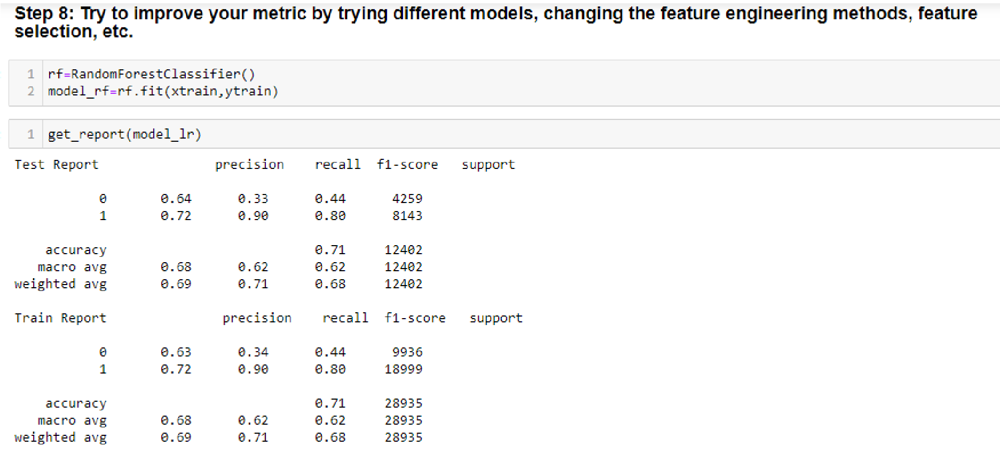 Step 8: Try to improve your metric by trying different models, changing the feature engineering methods, feature
selection, etc.
1 rf=RandomForestClassifier()
2 model_rf=rf.fit(xtrain,ytrain)
1 get_report(model_lr)
Test Report precision recall f1-score support
0 0.64 0.33 0.44 4259
1 0.72 0.90 0.80 8143
accuracy 0.71 12402
macro avg 0.68 0.62 0.62 12402
weighted avg 0.69 0.71 0.68 12402
Train Report precision recall f1-score support
0 0.63 0.34 0.44 9936
1 0.72 0.90 0.80 18999
accuracy 0.71 28935
macro avg 0.68 0.62 0.62 28935
weighted avg 0.69 0.71 0.68 28935